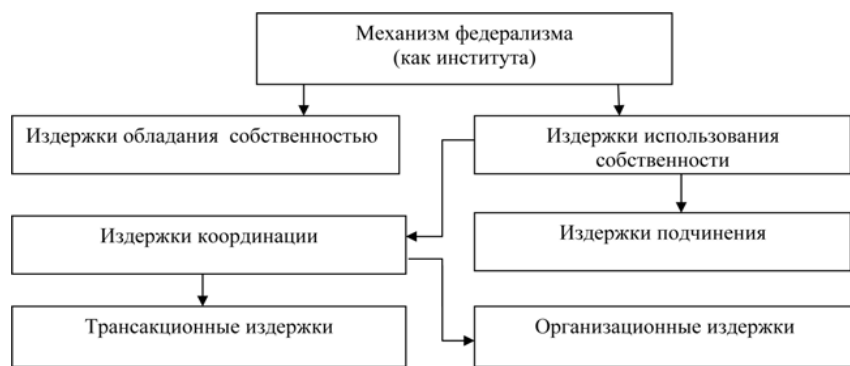 Механизм федерализма
(как института)
Издержки обладания собственностью
Издержки использования
собственности
Издержки координации
Издержки подчинения
Трансакционные издержки
Организационные издержки